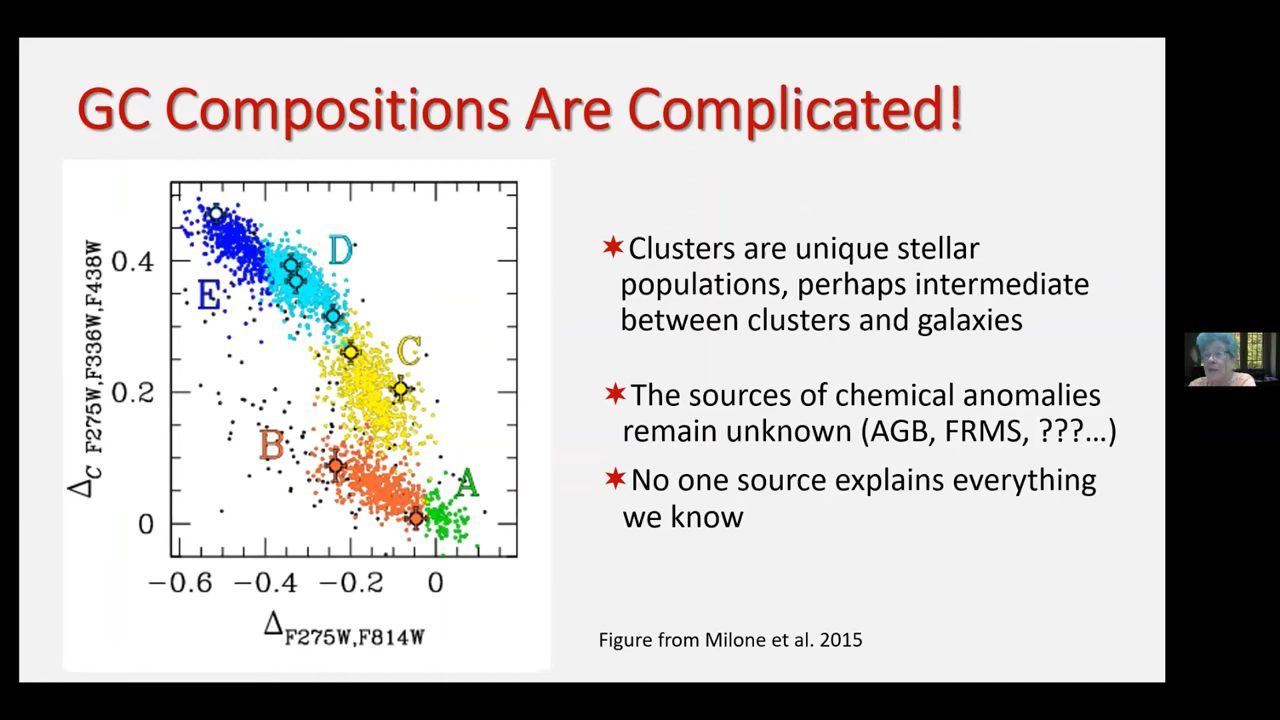 GC Compositions Are Complicated!
ΔC F275W,F336W,F438W
0.4
0.2
0
−0.6
−0.4
−0.2
0
ΔF275W,F814W
E
D
C
B
A
✶Clusters are unique stellar
populations, perhaps intermediate
between clusters and galaxies
✶The sources of chemical anomalies
remain unknown (AGB, FRMS, ???…)
✶No one source explains everything
we know
Figure from Milone et al. 2015